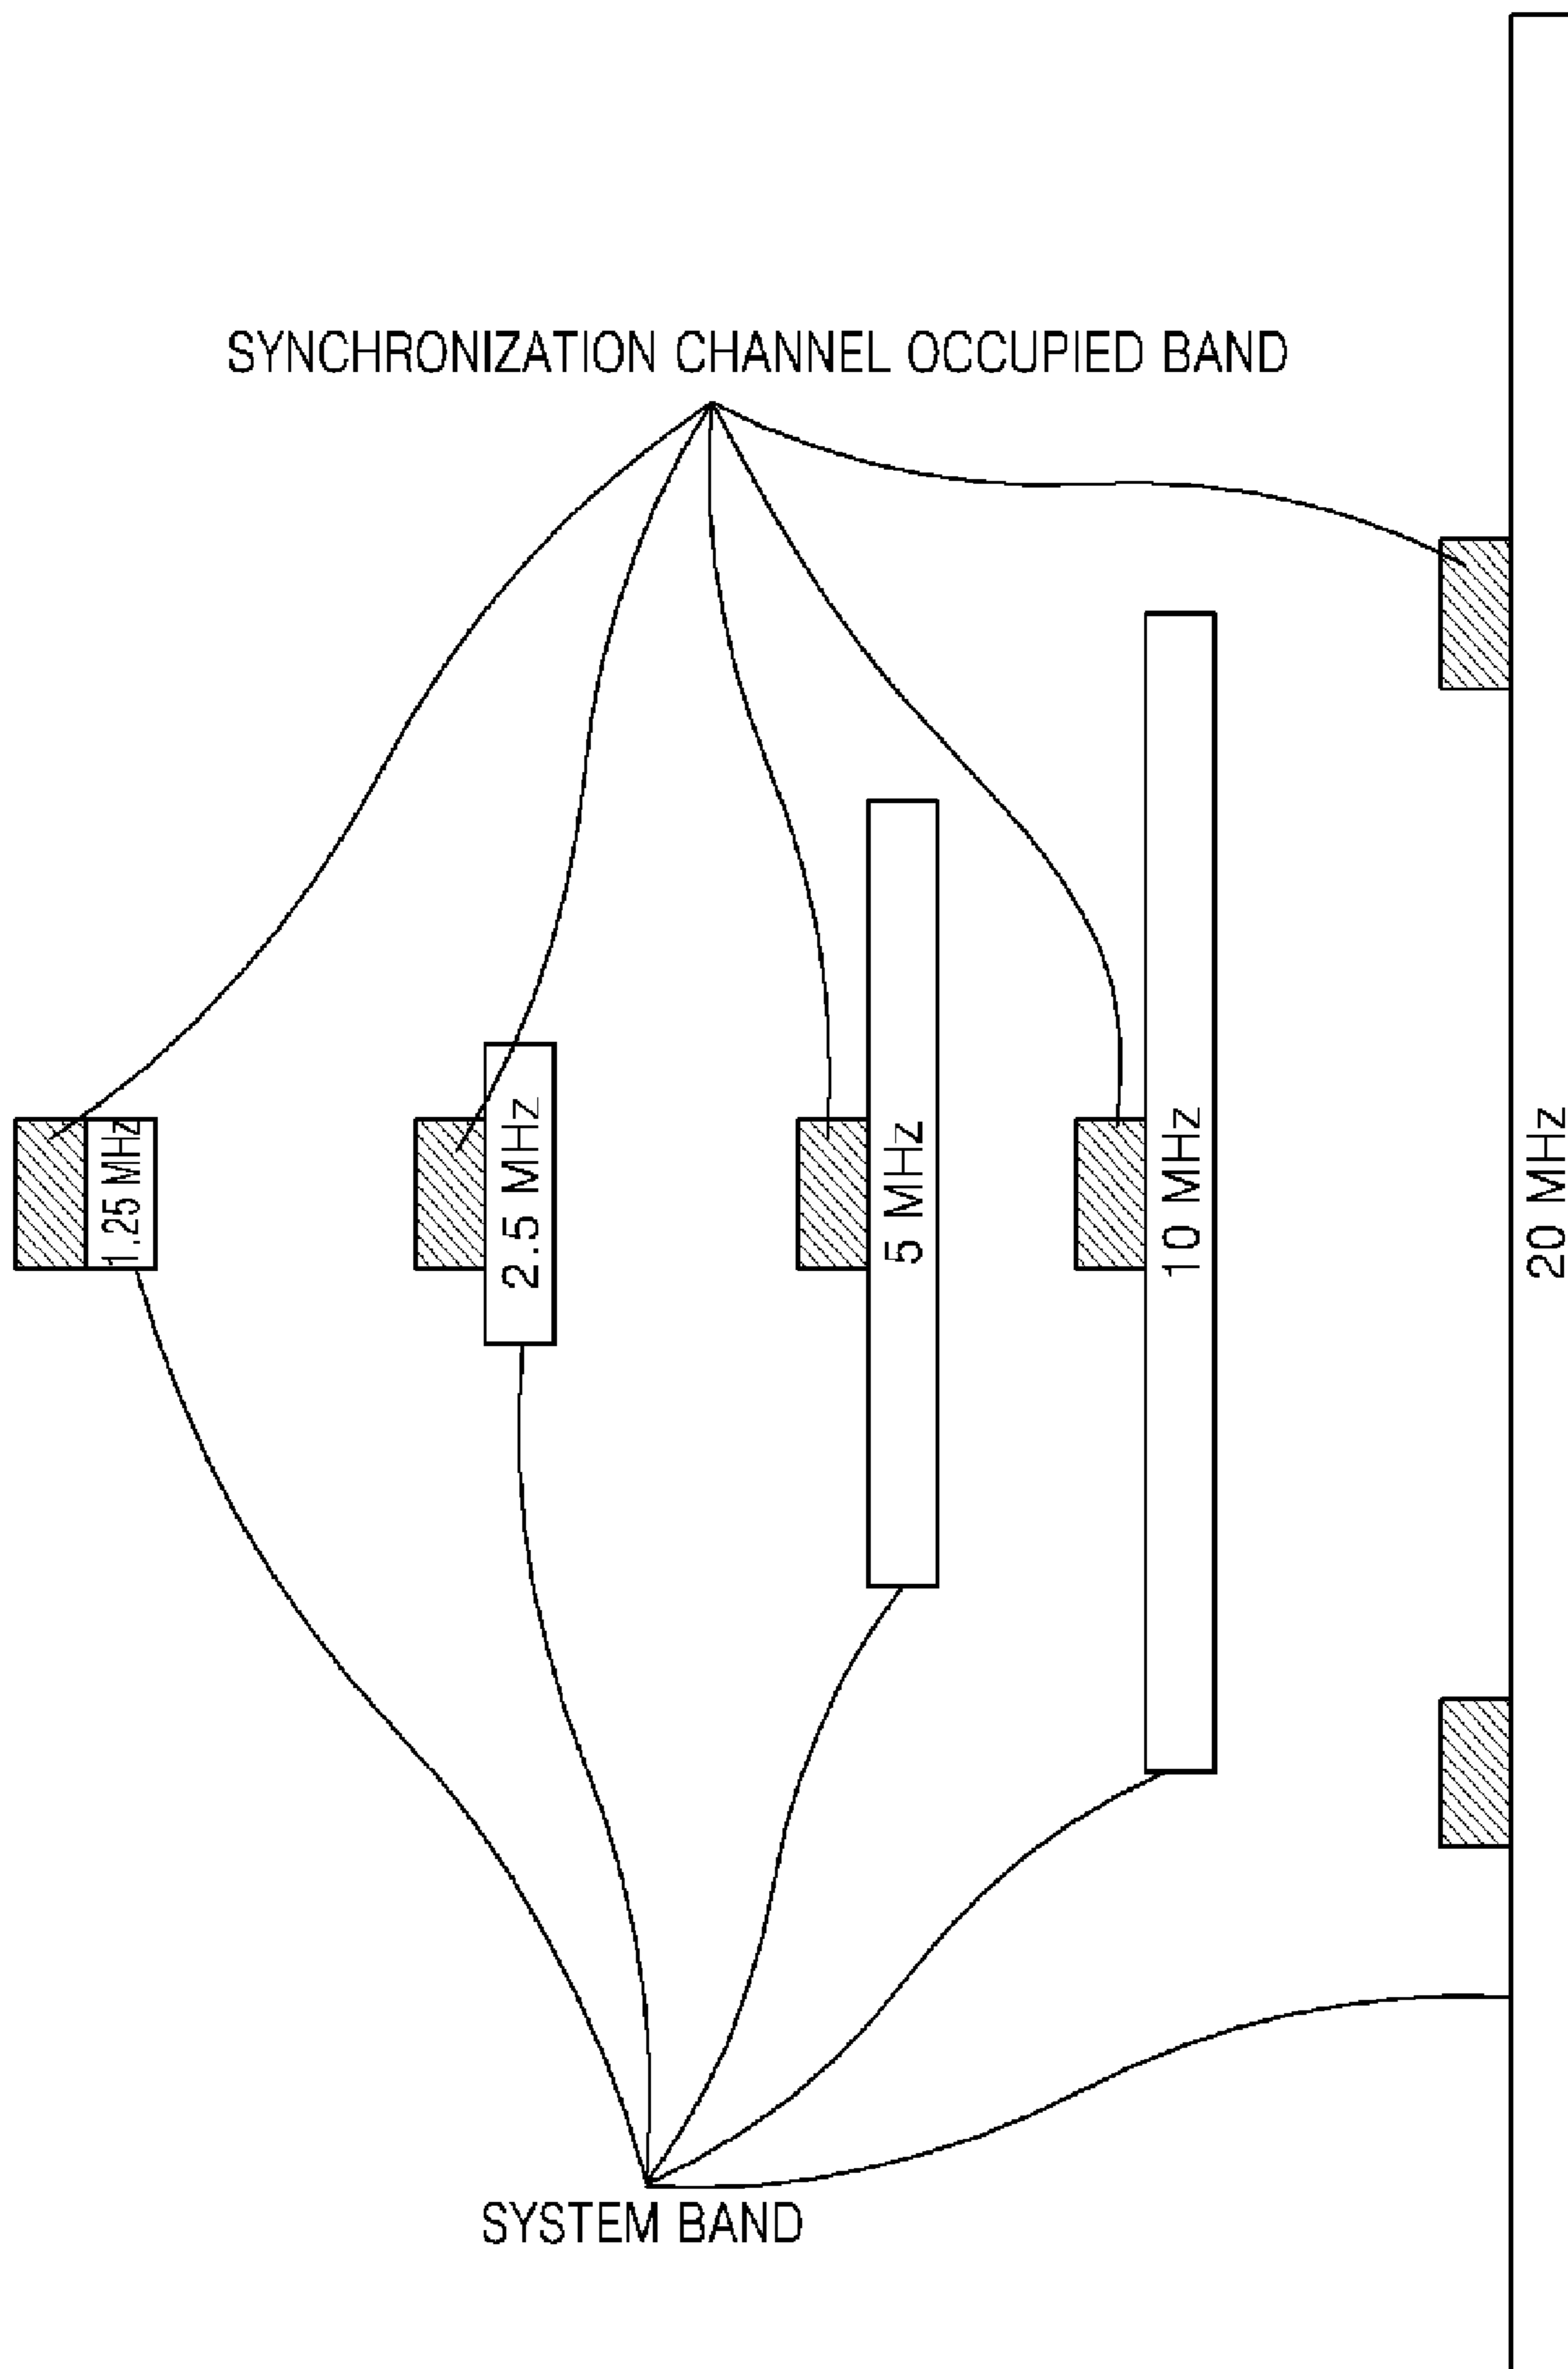 SYNCHRONIZATION CHANNEL OCCUPIED BAND
1.25 MHz
2.5 MHz
5 MHz
10 MHz
20 MHz
SYSTEM BAND